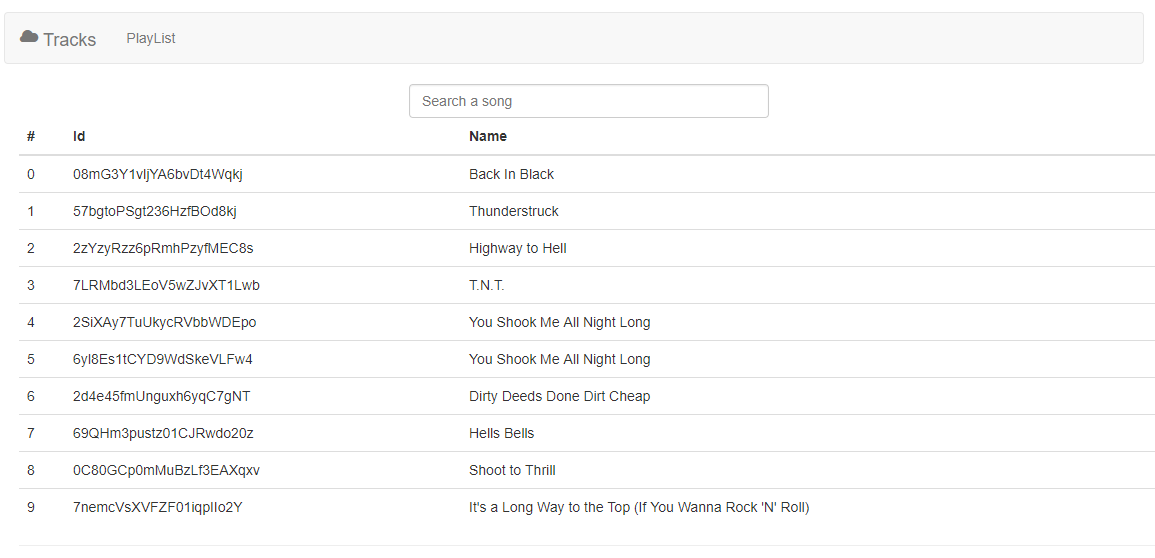 Tracks PlayList
Search a song
# Id Name
0 08mG3Y1vljYA6bvDt4Wqkj Back In Black
1 57bgtoPSgt236HzfBOd8kj Thunderstruck
2 2zYzyRzz6pRmhPzyfMEC8s Highway to Hell
3 7LRMbd3LEoV5wZJvXT1Lwb T.N.T.
4 2SiXAy7TuUkycRVbbWDEpo You Shook Me All Night Long
5 6yl8Es1tCYD9WdSkeVLFw4 You Shook Me All Night Long
6 2d4e45fmUnguxh6yqC7gNT Dirty Deeds Done Dirt Cheap
7 69QHm3pustz01CJRwdo20z Hells Bells
8 0C80GCp0mMuBzLf3EAXqxv Shoot to Thrill
9 7nemcVsXVFZF01iqpIIo2Y It's a Long Way to the Top (If You Wanna Rock 'N' Roll)